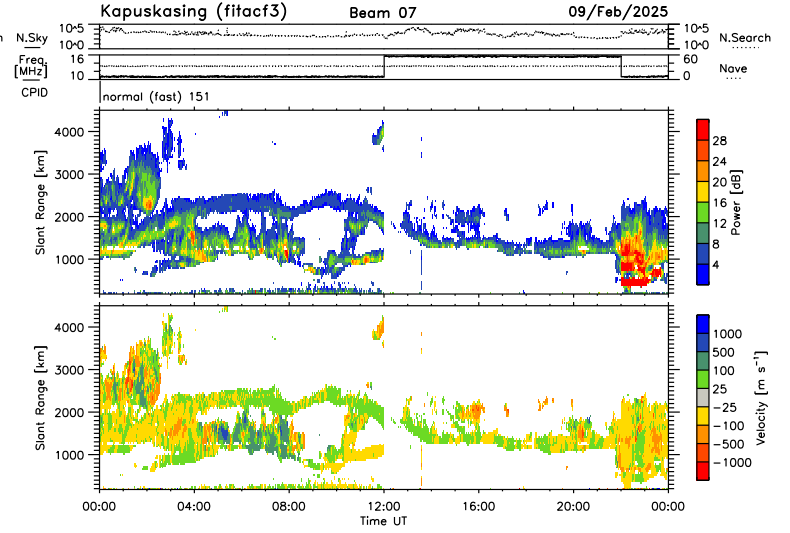 Kapuskasing (fitacf3) Beam 07 09/Feb/2025
N.Sky 10^5 10^0 10^5 10^0 N.Search
Freq. [MHz] 16 10 60 0 Nave
CPID normal (fast) 151
Slant Range [km] 4000 3000 2000 1000
28 24 20 16 12 8 4 Power [dB]
Slant Range [km] 4000 3000 2000 1000
1000 500 100 25 −25 −100 −500 −1000 Velocity [m s⁻¹]
00:00 04:00 08:00 12:00 16:00 20:00 00:00
Time UT